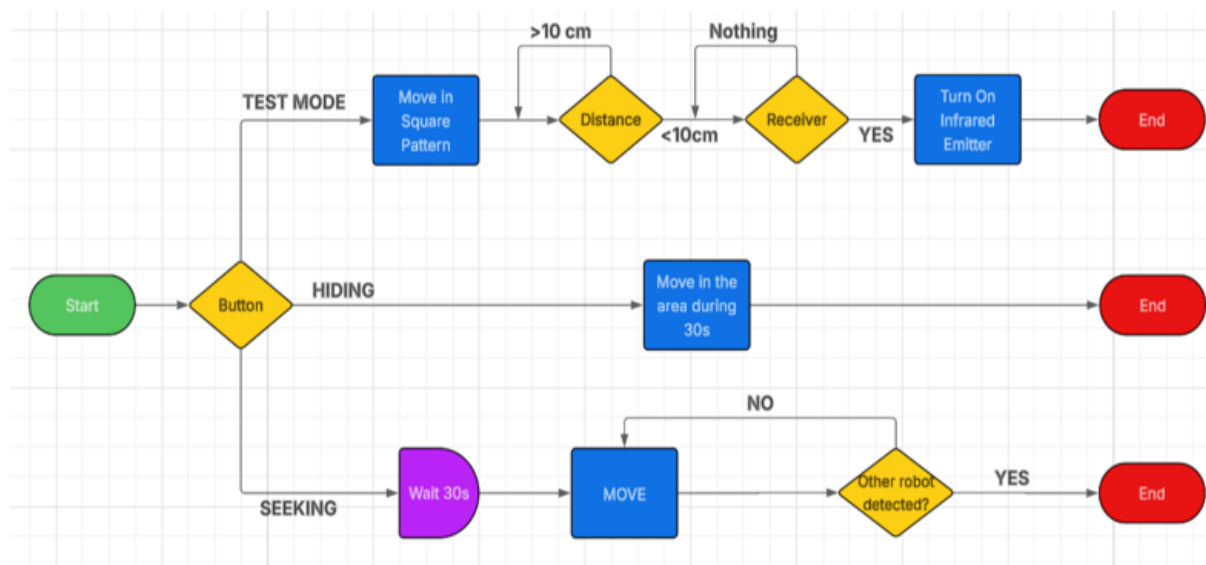 >10 cm
Nothing
TEST MODE
Move in
Square
Pattern
Distance
<10cm
Receiver
YES
Turn On
Infrared
Emitter
End
Start
Button
HIDING
Move in the
area during
30s
End
NO
SEEKING
Wait 30s
MOVE
Other robot
detected?
YES
End